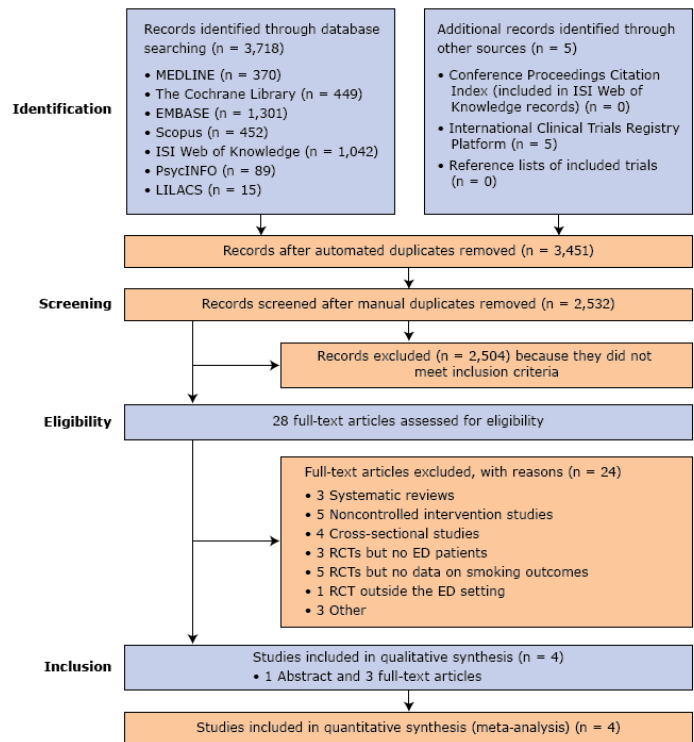 Identification
Records identified through database
searching (n = 3,718)
• MEDLINE (n = 370)
• The Cochrane Library (n = 449)
• EMBASE (n = 1,301)
• Scopus (n = 452)
• ISI Web of Knowledge (n = 1,042)
• PsycINFO (n = 89)
• LILACS (n = 15)
Additional records identified through
other sources (n = 5)
• Conference Proceedings Citation
Index (included in ISI Web of
Knowledge records) (n = 0)
• International Clinical Trials Registry
Platform (n = 5)
• Reference lists of included trials
(n = 0)
Records after automated duplicates removed (n = 3,451)
Screening
Records screened after manual duplicates removed (n = 2,532)
Records excluded (n = 2,504) because they did not
meet inclusion criteria
Eligibility
28 full-text articles assessed for eligibility
Full-text articles excluded, with reasons (n = 24)
• 3 Systematic reviews
• 5 Noncontrolled intervention studies
• 4 Cross-sectional studies
• 3 RCTs but no ED patients
• 5 RCTs but no data on smoking outcomes
• 1 RCT outside the ED setting
• 3 Other
Inclusion
Studies included in qualitative synthesis (n = 4)
• 1 Abstract and 3 full-text articles
Studies included in quantitative synthesis (meta-analysis) (n = 4)